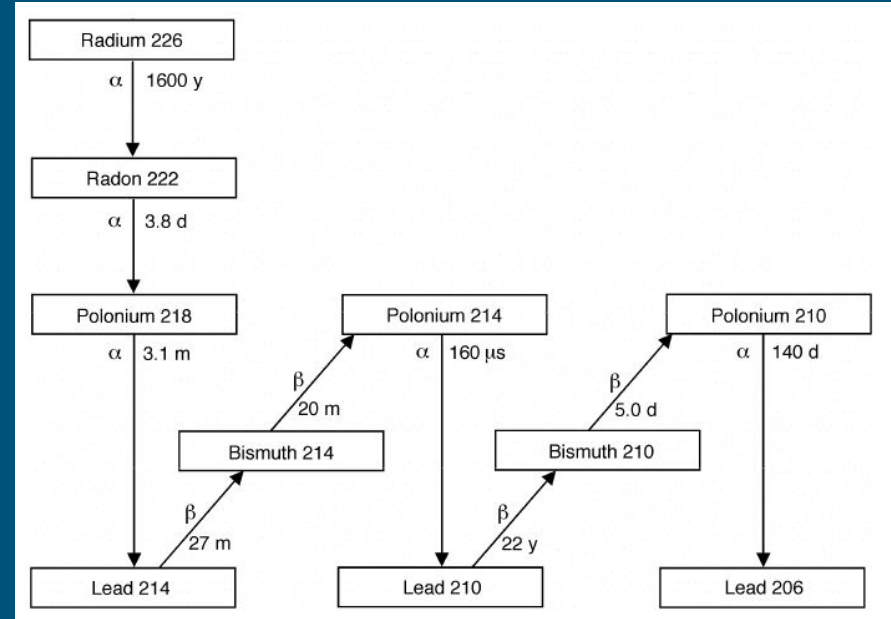 Radium 226
α 1600 y
Radon 222
α 3.8 d
Polonium 218 Polonium 214 Polonium 210
α 3.1 m α 160 µs α 140 d
β β
20 m 5.0 d
Bismuth 214 Bismuth 210
β β
27 m 22 y
Lead 214 Lead 210 Lead 206